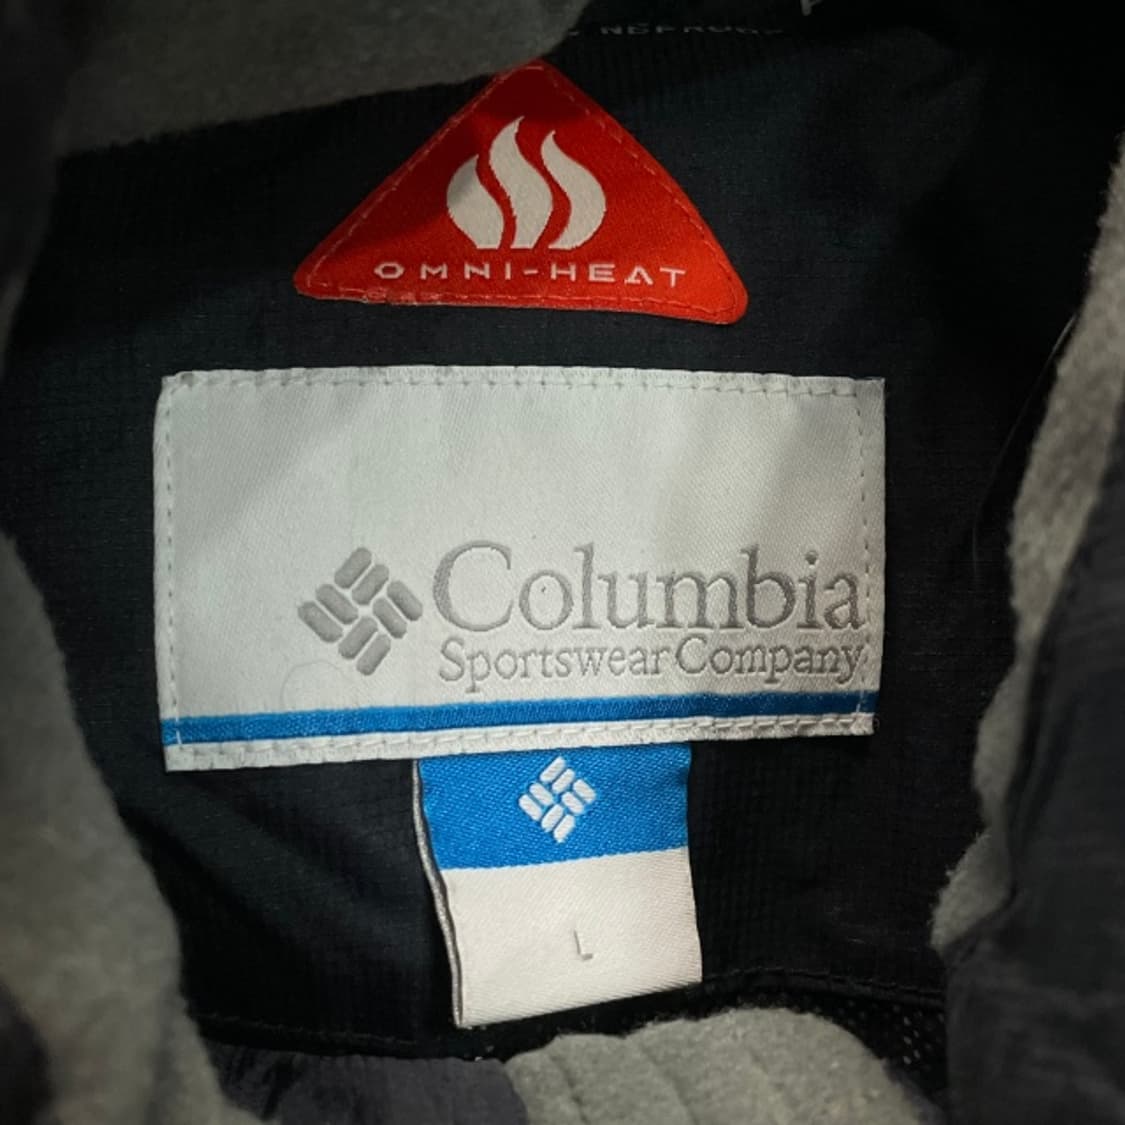 OMNI-HEAT
Columbia
Sportswear Company
L